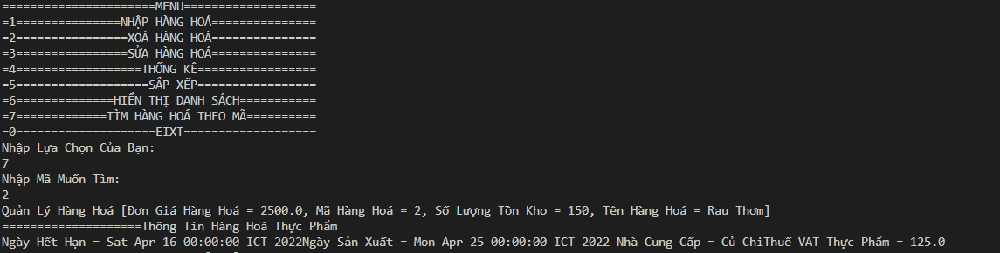 ======================MENU===================
=1===============NHẬP HÀNG HOÁ===============
=2================XOÁ HÀNG HOÁ===============
=3================SỬA HÀNG HOÁ===============
=4==================THỐNG KÊ=================
=5===================SẮP XẾP=================
=6==============HIỂN THỊ DANH SÁCH===========
=7=============TÌM HÀNG HOÁ THEO MÃ==========
=0====================EIXT===================
Nhập Lựa Chọn Của Bạn:
7
Nhập Mã Muốn Tìm:
2
Quản Lý Hàng Hoá [Đơn Giá Hàng Hoá = 2500.0, Mã Hàng Hoá = 2, Số Lượng Tồn Kho = 150, Tên Hàng Hoá = Rau Thơm]
====================Thông Tin Hàng Hoá Thực Phẩm
Ngày Hết Hạn = Sat Apr 16 00:00:00 ICT 2022Ngày Sản Xuất = Mon Apr 25 00:00:00 ICT 2022 Nhà Cung Cấp = Củ ChiThuế VAT Thực Phẩm = 125.0